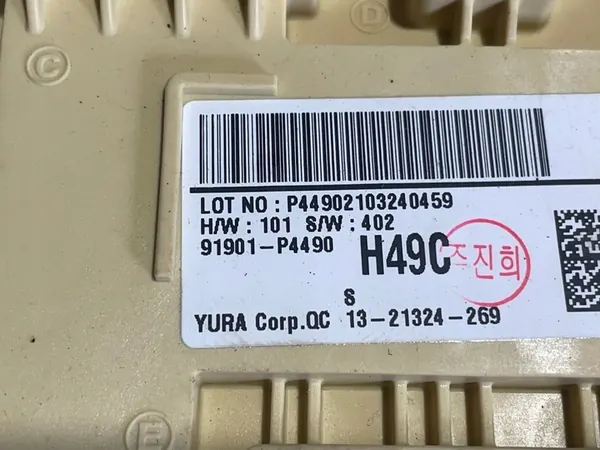 D
C
LOT NO : P44902103240459
H/W : 101 S/W : 402
91901-P4490
H49C
조진희
S
YURA Corp.QC 13-21324-269
E